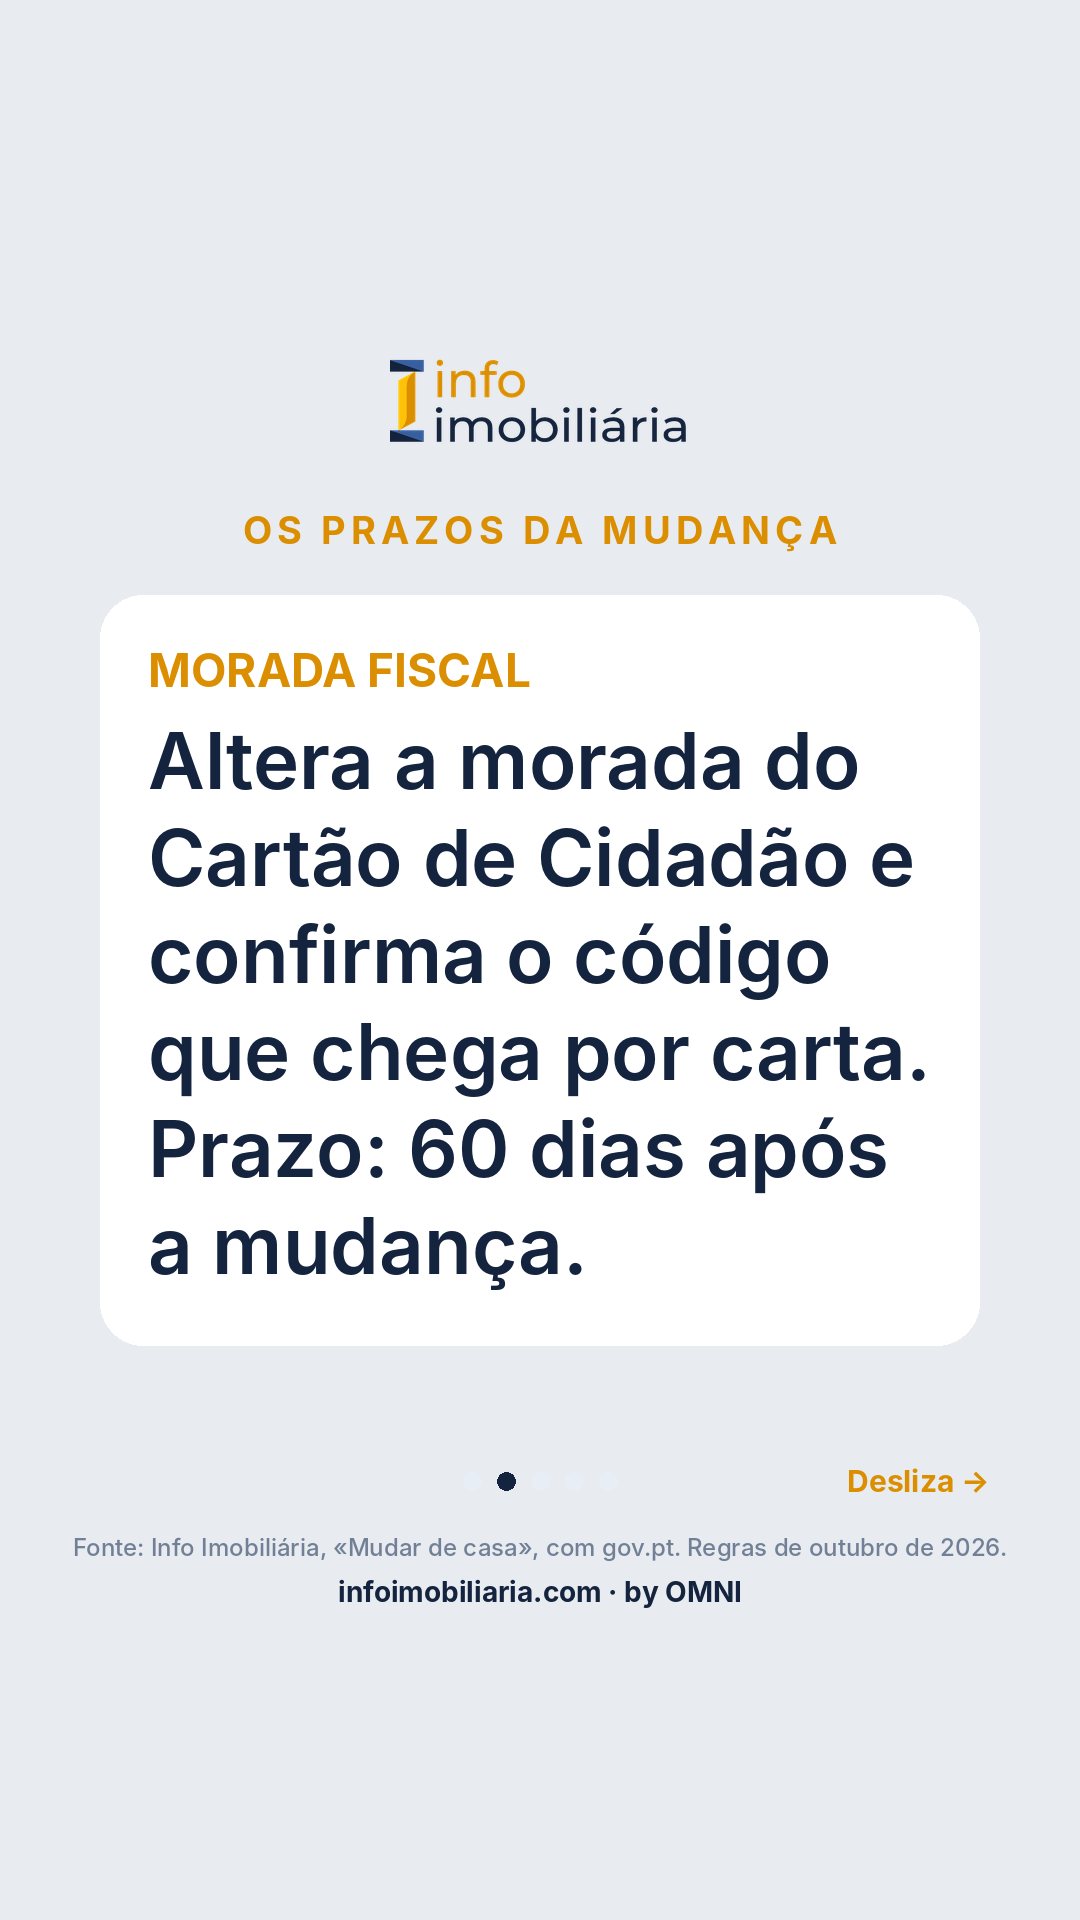 info
imobiliária
OS PRAZOS DA MUDANÇA
MORADA FISCAL
Altera a morada do
Cartão de Cidadão e
confirma o código
que chega por carta.
Prazo: 60 dias após
a mudança.
Desliza →
Fonte: Info Imobiliária, «Mudar de casa», com gov.pt. Regras de outubro de 2026.
infoimobiliaria.com · by OMNI